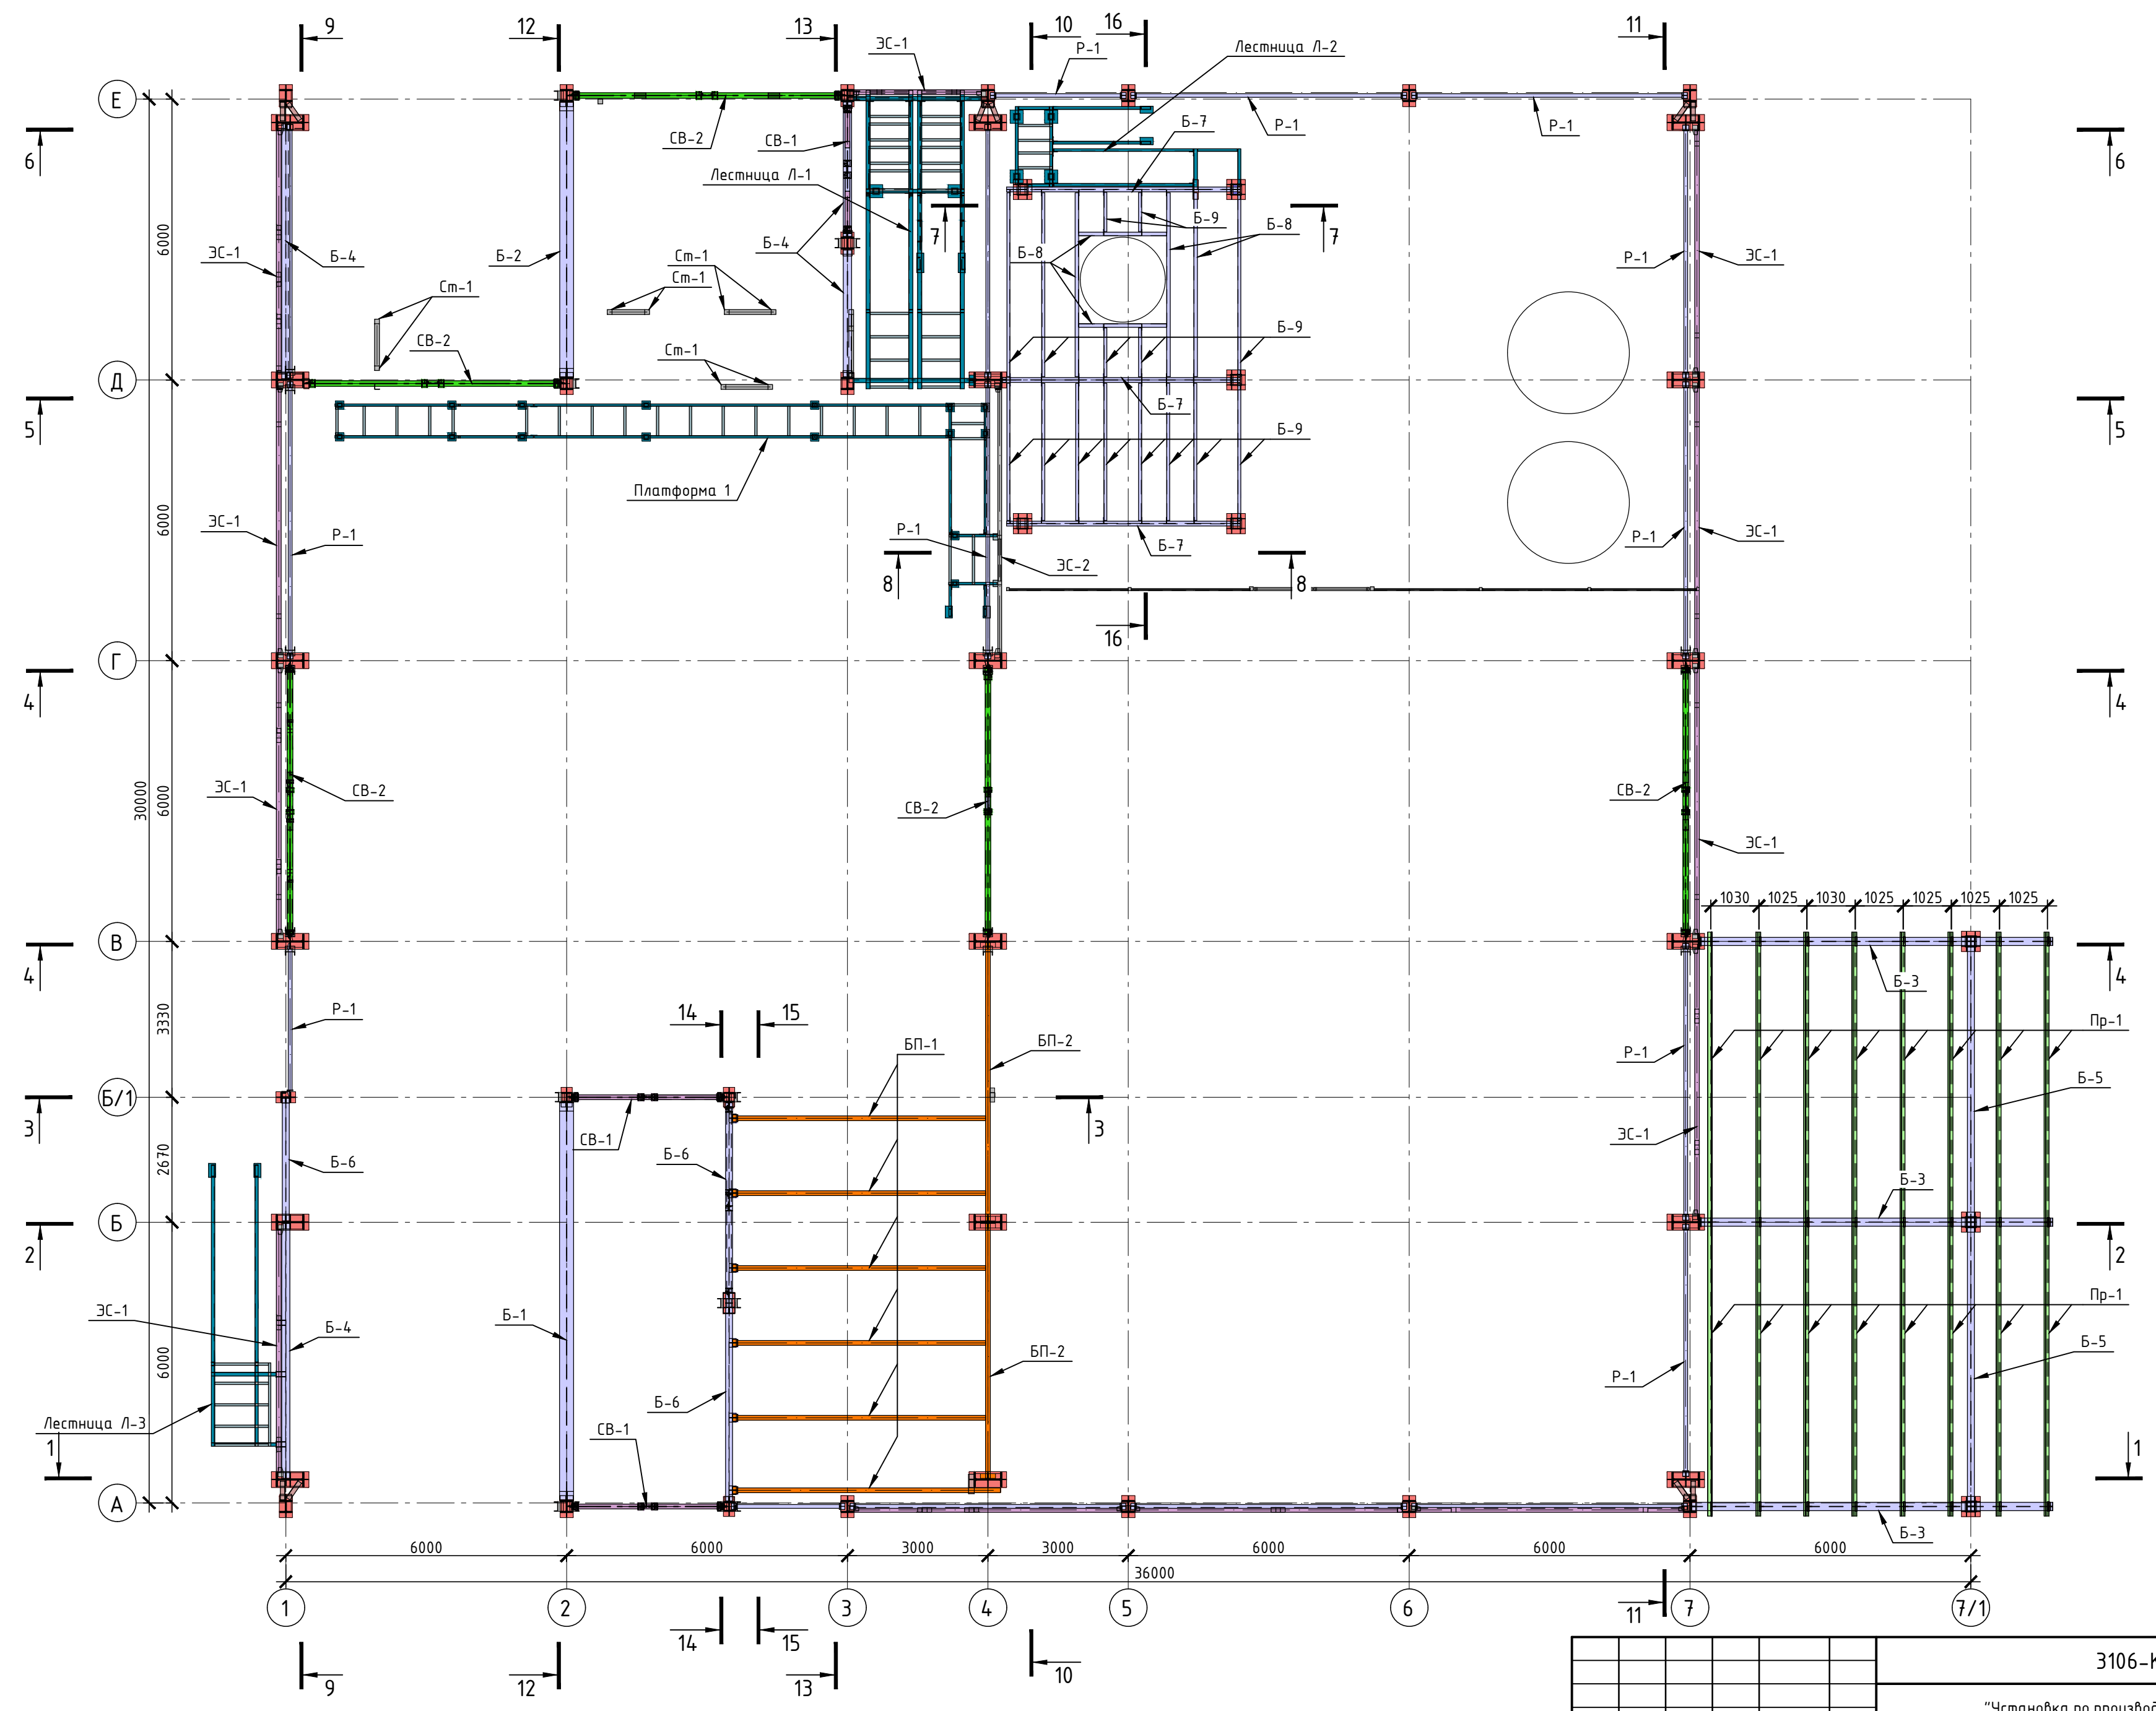 9
12
13
ЭС-1
10
16
Р-1
Лестница Л-2
11
Е
6
СВ-2
СВ-1
Р-1
Б-7
Р-1
6
Лестница Л-1
6000
ЭС-1
Б-4
Б-2
Ст-1
Ст-1
Ст-1
Б-4
7
Б-9
Б-8
Б-8
7
Р-1
ЭС-1
СВ-2
Ст-1
Б-9
Д
5
Б-7
Б-9
5
Платформа 1
6000
ЭС-1
Р-1
Р-1
ЭС-2
Б-7
Р-1
ЭС-1
8
8
16
Г
4
4
30000
6000
ЭС-1
СВ-2
СВ-2
СВ-2
ЭС-1
1030
1025
1030
1025
1025
1025
1025
В
4
Б-3
4
3330
Р-1
14
15
БП-1
БП-2
Р-1
Пр-1
Б-5
Б/1
3
3
СВ-1
ЭС-1
2670
Б-6
Б-6
Б-3
Б
2
2
ЭС-1
Б-4
Б-1
БП-2
Пр-1
Б-5
6000
Р-1
Б-6
Лестница Л-3
СВ-1
1
1
А
Б-3
6000
6000
3000
3000
6000
6000
6000
36000
1
2
3
4
5
6
7
7/1
11
14
15
9
12
13
10
3106-К
"Установка по производ